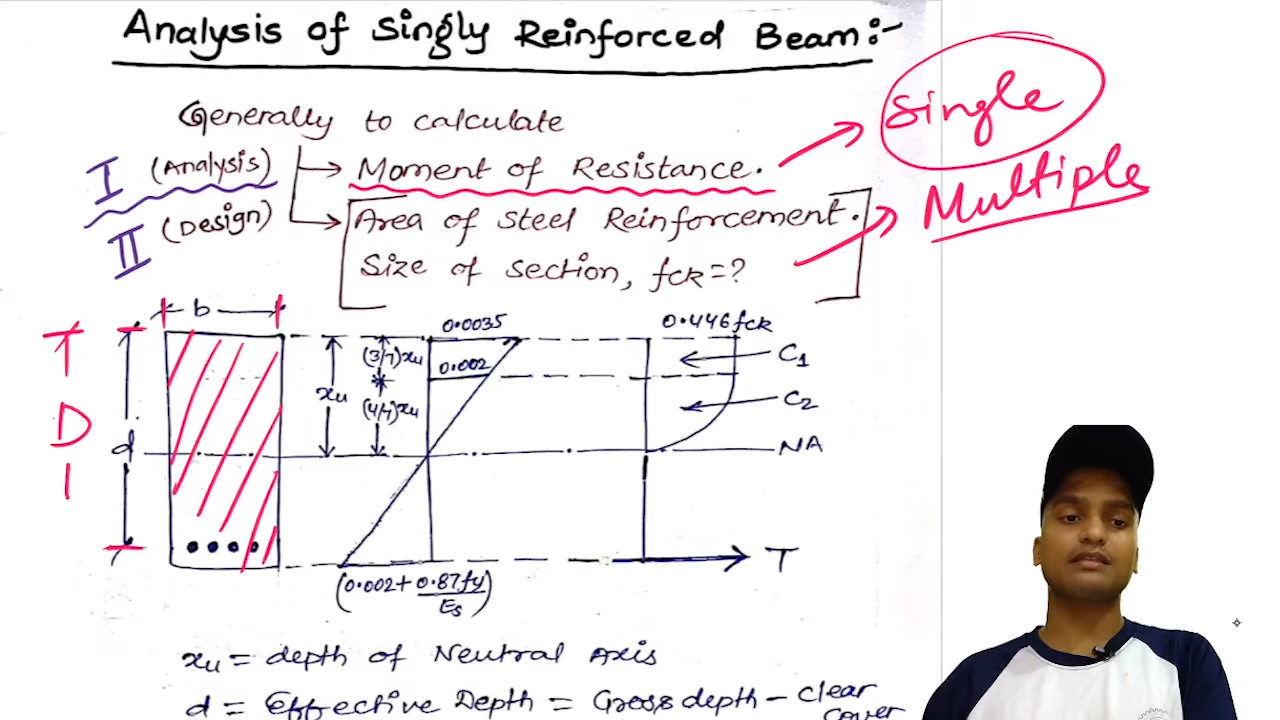 Analysis of Singly Reinforced Beam:-
Generally to calculate
Single
I (Analysis) Moment of Resistance.
Multiple
II (Design) Area of Steel Reinforcement.
Size of section, fck=?
b
0.0035
0.446fck
T
(3/7)xu
C1
0.002
xu
(4/7)xu
C2
D
d
NA
T
(0.002+ 0.87fy/Es)
xu = depth of Neutral Axis
d = Effective Depth = Gross depth - Clear
cover